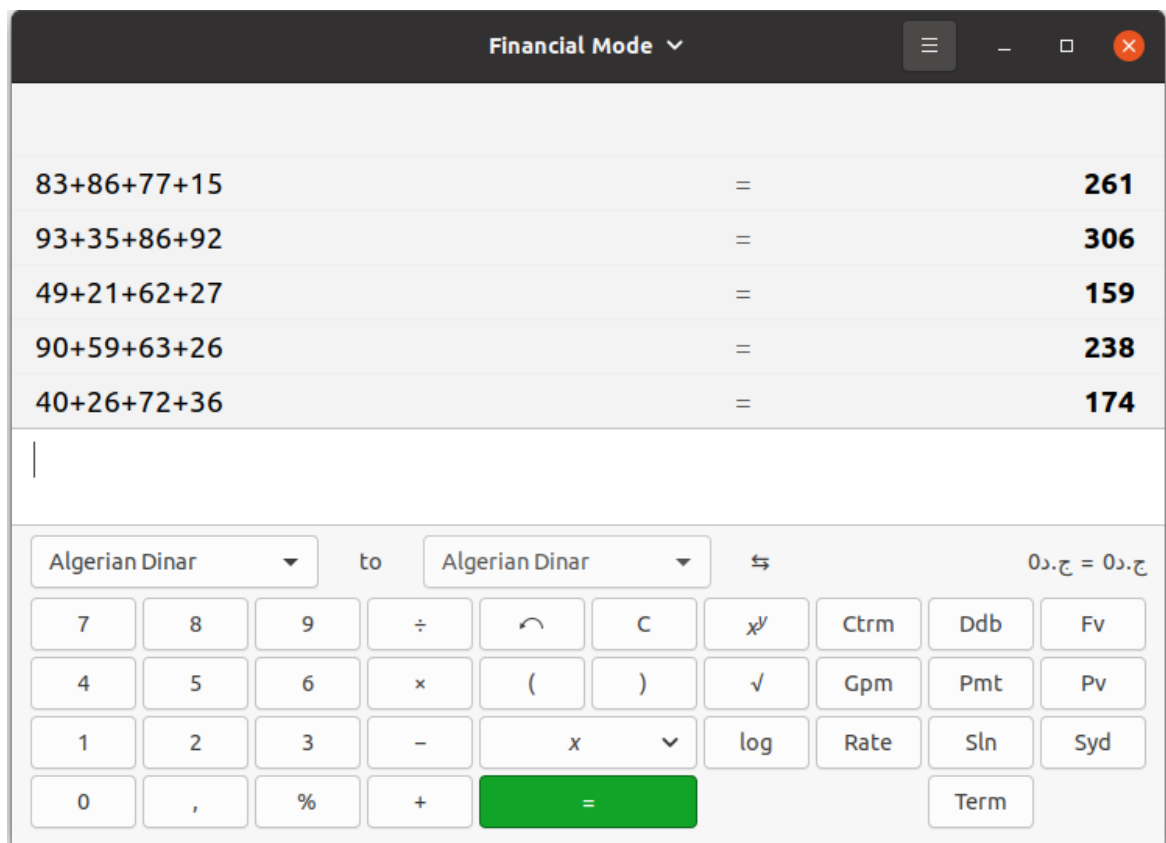 Financial Mode
83+86+77+15 = 261
93+35+86+92 = 306
49+21+62+27 = 159
90+59+63+26 = 238
40+26+72+36 = 174
Algerian Dinar to Algerian Dinar ⇆ ج.د0 = ج.د0
7 8 9 ÷ C xʸ Ctrm Ddb Fv
4 5 6 × ( ) √ Gpm Pmt Pv
1 2 3 − x log Rate Sln Syd
0 , % + = Term